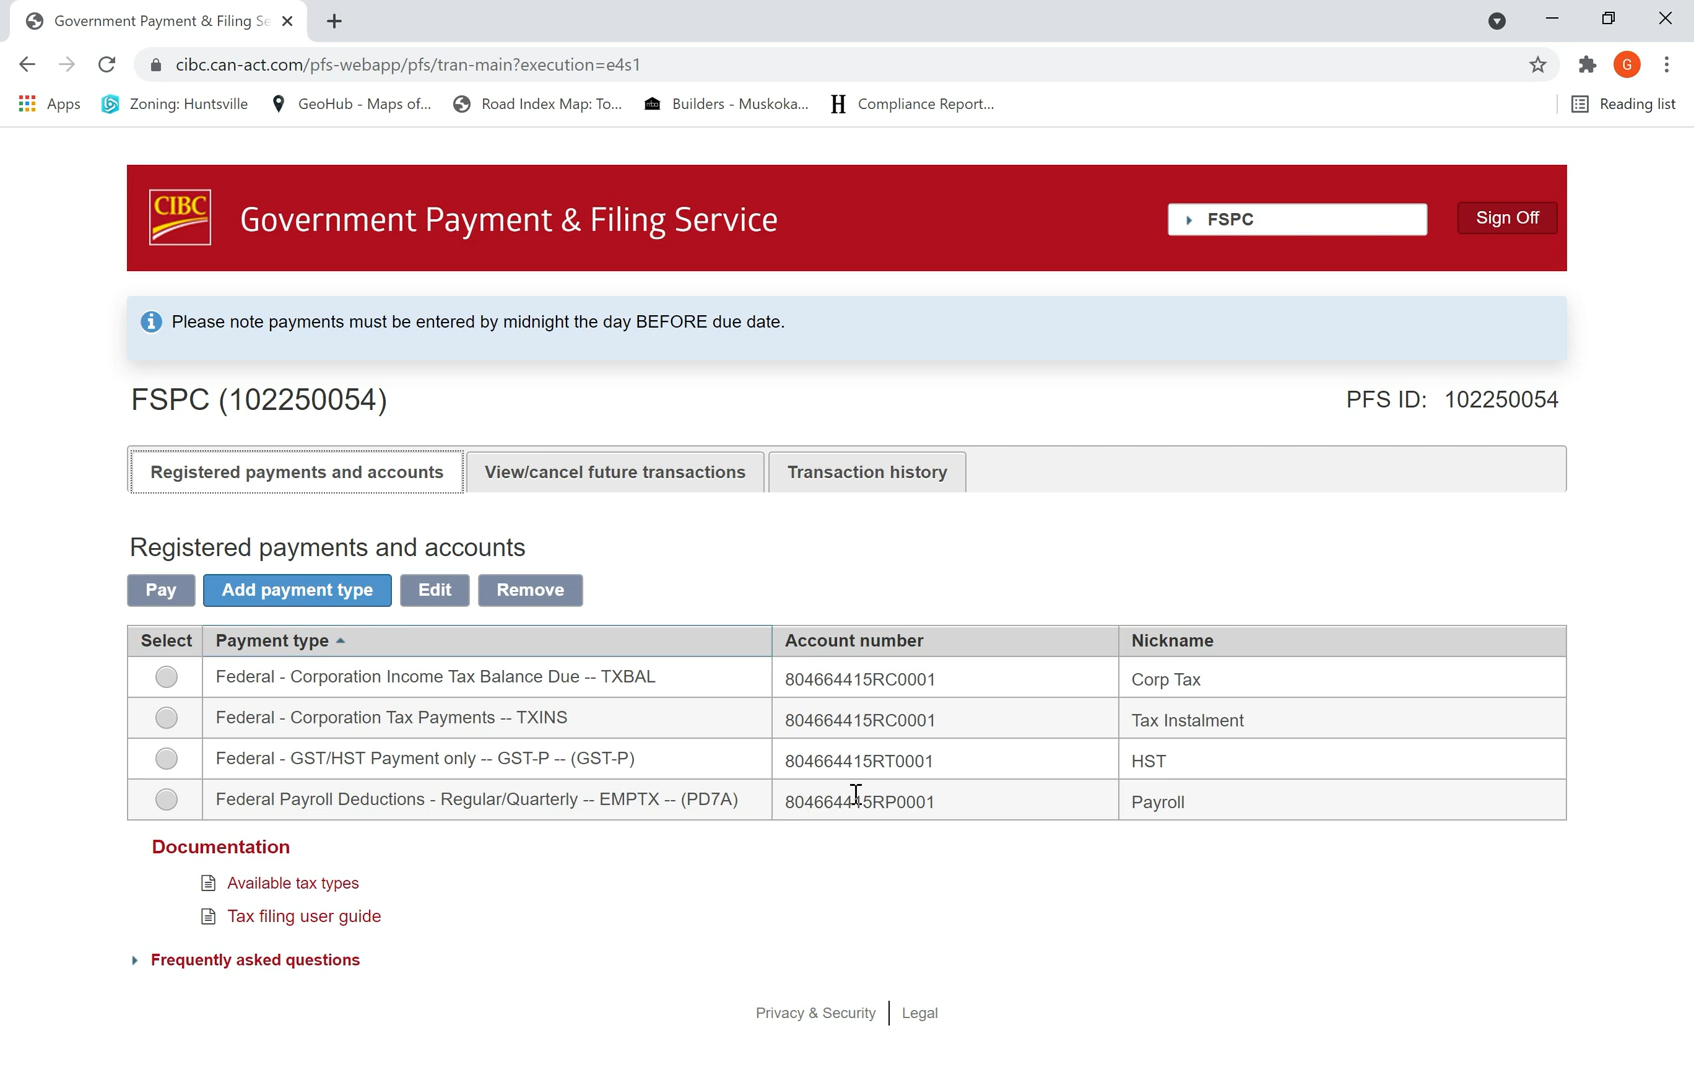 Government Payment & Filing Se
cibc.can-act.com/pfs-webapp/pfs/tran-main?execution=e4s1
G
Apps
Zoning: Huntsville
GeoHub - Maps of...
Road Index Map: To...
mba
Builders - Muskoka...
H
Compliance Report...
Reading list
CIBC
Government Payment & Filing Service
FSPC
Sign Off
Please note payments must be entered by midnight the day BEFORE due date.
FSPC (102250054)
PFS ID: 102250054
Registered payments and accounts
View/cancel future transactions
Transaction history
Registered payments and accounts
Pay
Add payment type
Edit
Remove
Select Payment type Account number Nickname
Federal - Corporation Income Tax Balance Due -- TXBAL 804664415RC0001 Corp Tax
Federal - Corporation Tax Payments -- TXINS 804664415RC0001 Tax Instalment
Federal - GST/HST Payment only -- GST-P -- (GST-P) 804664415RT0001 HST
Federal Payroll Deductions - Regular/Quarterly -- EMPTX -- (PD7A) 804664415RP0001 Payroll
Documentation
Available tax types
Tax filing user guide
Frequently asked questions
Privacy & Security
Legal